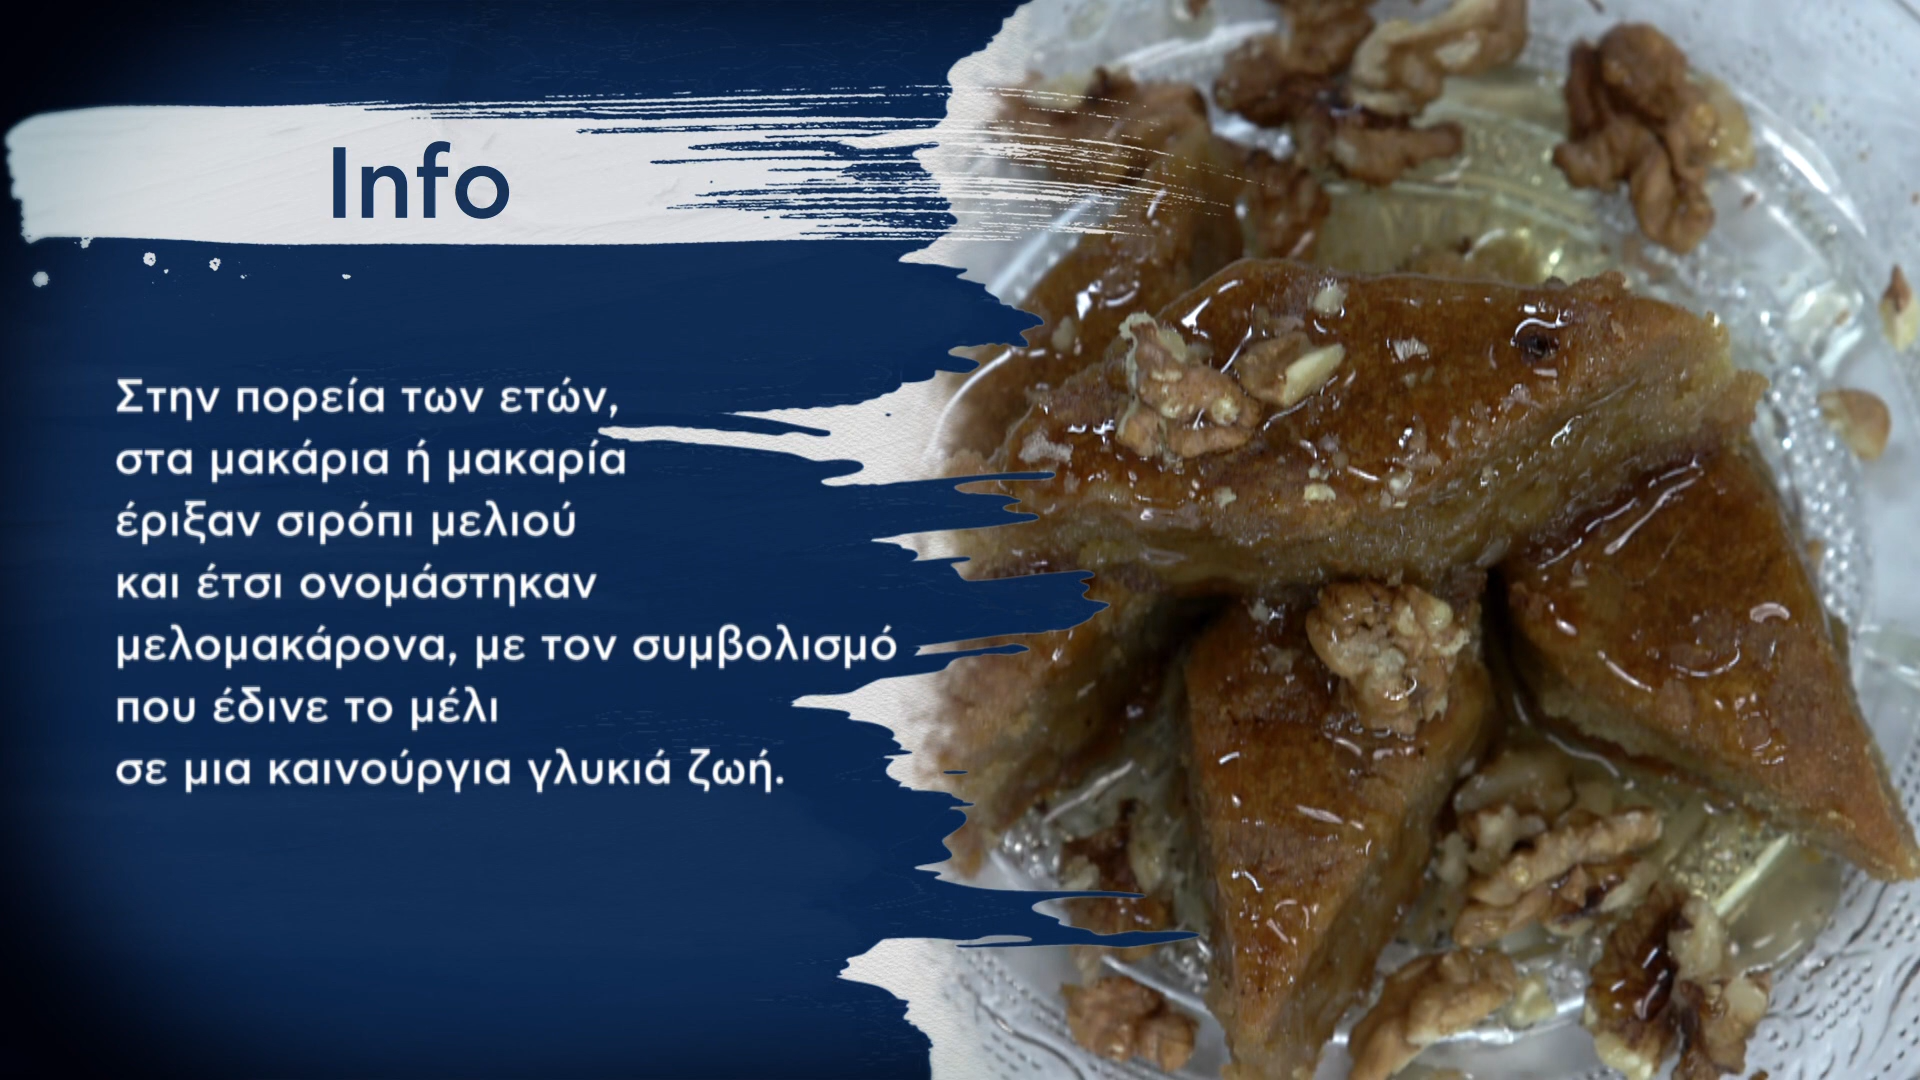 Info
Στην πορεία των ετών,
στα μακάρια ή μακαρία
έριξαν σιρόπι μελιού
και έτσι ονομάστηκαν
μελομακάρονα, με τον συμβολισμό
που έδινε το μέλι
σε μια καινούργια γλυκιά ζωή.